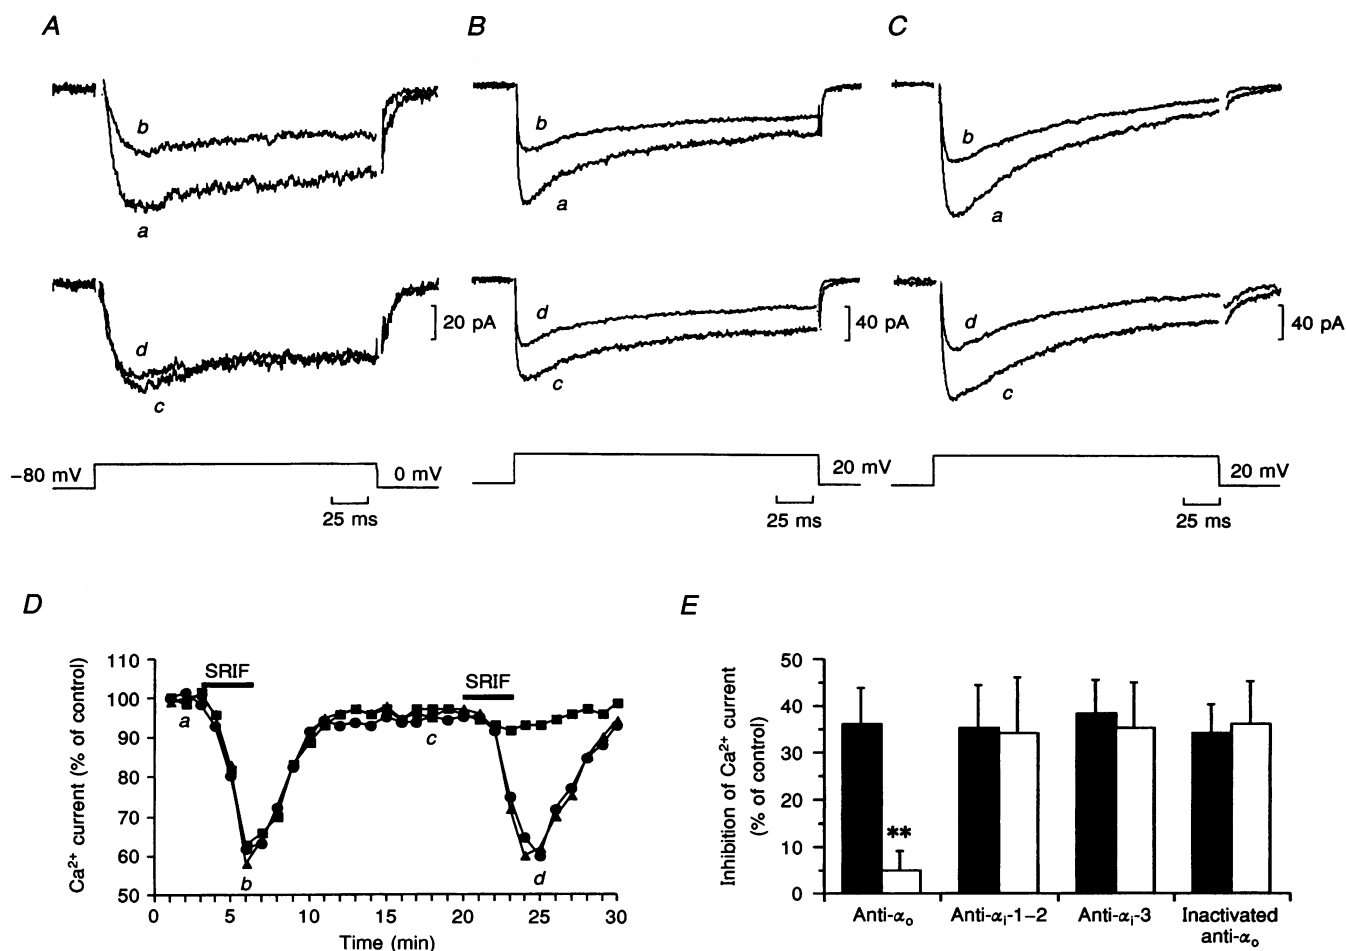 A
B
C
b
a
b
a
b
a
d
c
20 pA
d
c
40 pA
d
c
40 pA
−80 mV
0 mV
20 mV
20 mV
25 ms
25 ms
25 ms
D
Ca²⁺ current (% of control)
110
100
90
80
70
60
50
SRIF
SRIF
a
b
c
d
0
5
10
15
20
25
30
Time (min)
E
Inhibition of Ca²⁺ current
(% of control)
50
40
30
20
10
0
**
Anti-αₒ
Anti-αᵢ-1–2
Anti-αᵢ-3
Inactivated
anti-αₒ